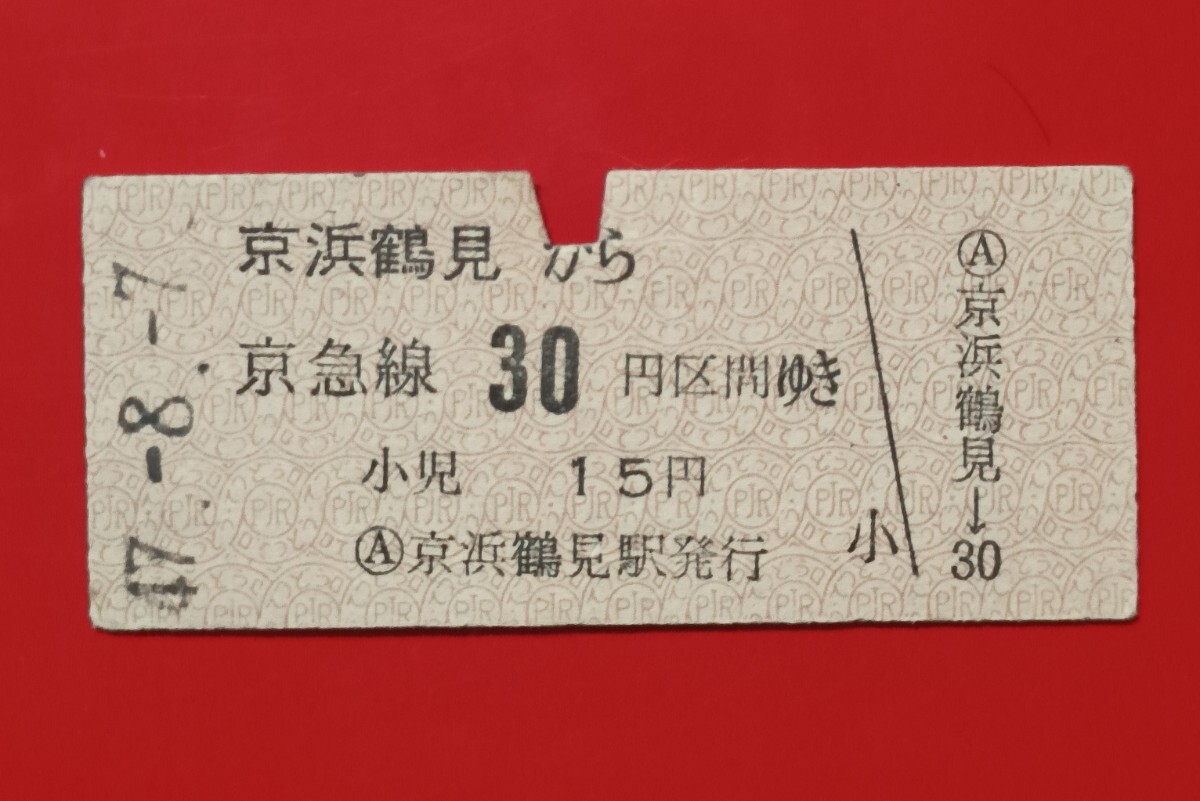 京浜鶴見から
京急線 30 円区間ゆき
小児 15円
Ⓐ京浜鶴見駅発行
小
Ⓐ京浜鶴見→30
47.-8.-7